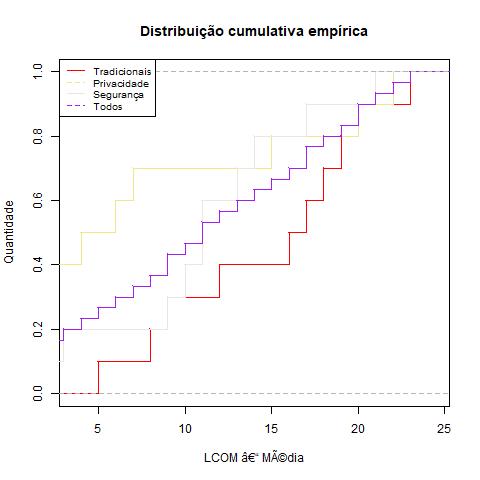 Distribuição cumulativa empírica
Tradicionais
Privacidade
Segurança
Todos
Quantidade
1.0
0.8
0.6
0.4
0.2
0.0
5 10 15 20 25
LCOM â€“ MÃ©dia